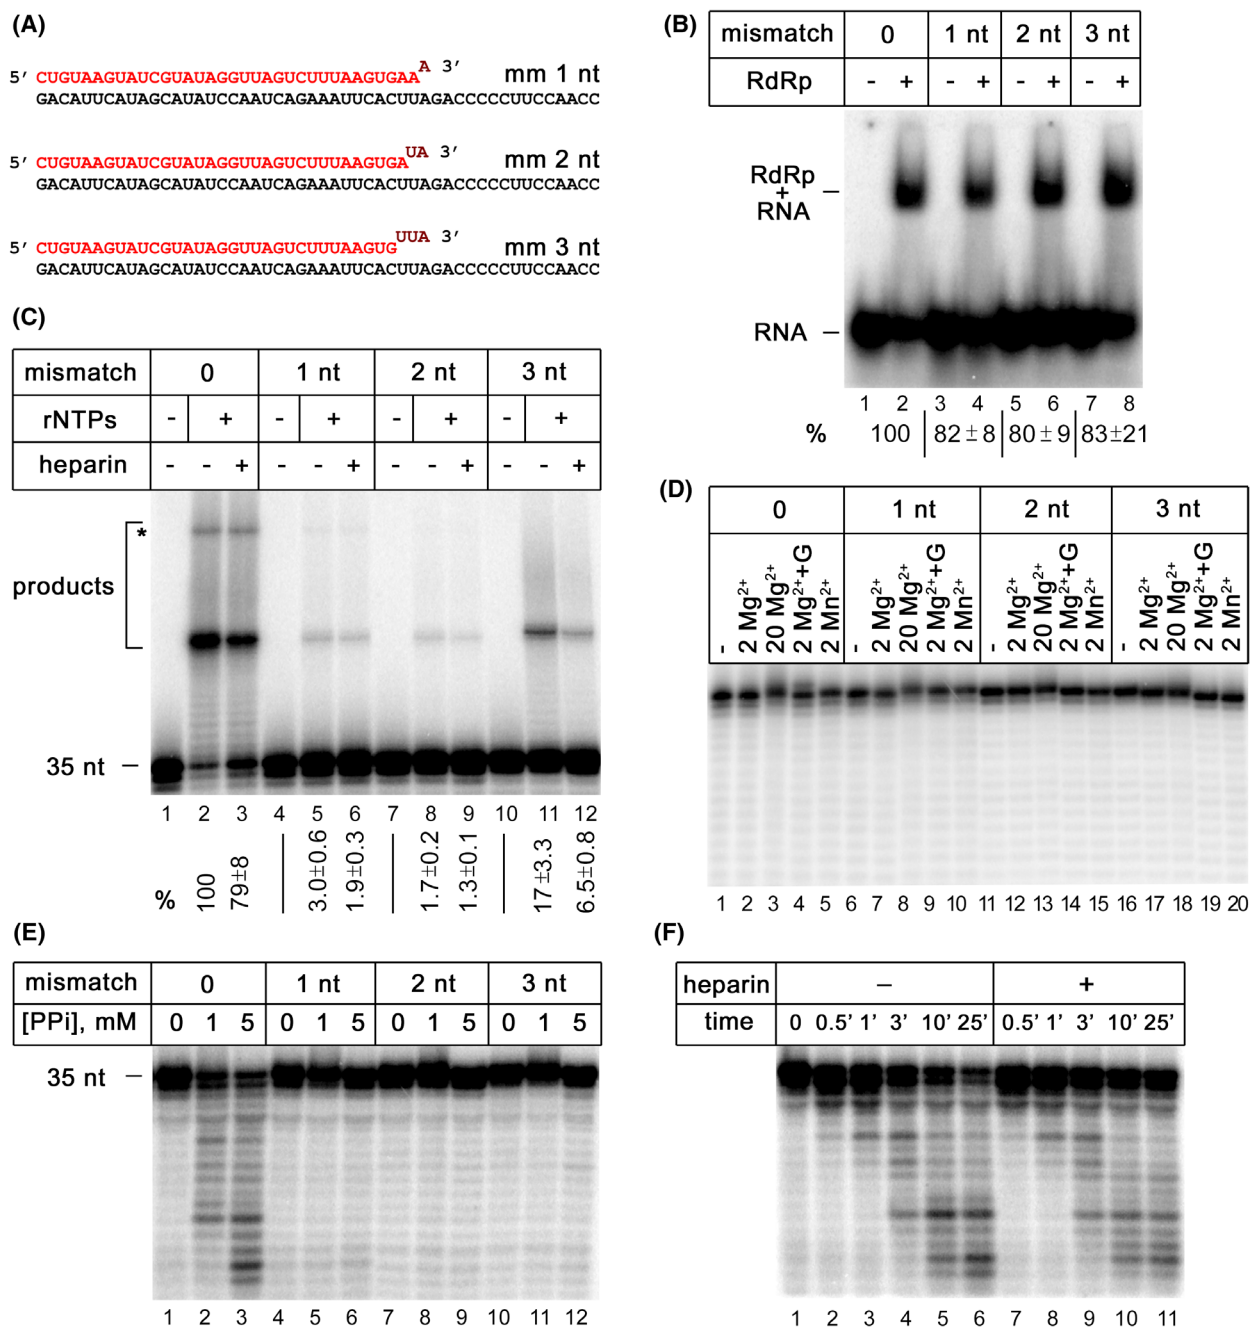 (A)
A 3′
5′ CUGUAAGUAUCGUAUAGGUUAGUCUUUAAGUGAA mm 1 nt
GACAUUCAUAGCAUAUCCAAUCAGAAAUUCACUUAGACCCCCUUCCAACC
UA 3′
5′ CUGUAAGUAUCGUAUAGGUUAGUCUUUAAGUGA mm 2 nt
GACAUUCAUAGCAUAUCCAAUCAGAAAUUCACUUAGACCCCCUUCCAACC
UUA 3′
5′ CUGUAAGUAUCGUAUAGGUUAGUCUUUAAGUG mm 3 nt
GACAUUCAUAGCAUAUCCAAUCAGAAAUUCACUUAGACCCCCUUCCAACC
(B)
mismatch 0 1 nt 2 nt 3 nt
RdRp - + - + - + - +
RdRp
+
RNA
RNA
1 2 3 4 5 6 7 8
% 100 82±8 80±9 83±21
(C)
mismatch 0 1 nt 2 nt 3 nt
rNTPs - + - + - + - +
heparin - - + - - + - - + - - +
*
products
35 nt
1 2 3 4 5 6 7 8 9 10 11 12
% 100 79±8 3.0±0.6 1.9±0.3 1.7±0.2 1.3±0.1 17±3.3 6.5±0.8
(D)
0 1 nt 2 nt 3 nt
- 2 Mg2+ 20 Mg2+ 2 Mg2++G 2 Mn2+ - 2 Mg2+ 20 Mg2+ 2 Mg2++G 2 Mn2+ - 2 Mg2+ 20 Mg2+ 2 Mg2++G 2 Mn2+ - 2 Mg2+ 20 Mg2+ 2 Mg2++G 2 Mn2+
1 2 3 4 5 6 7 8 9 10 11 12 13 14 15 16 17 18 19 20
(E)
mismatch 0 1 nt 2 nt 3 nt
[PPi], mM 0 1 5 0 1 5 0 1 5 0 1 5
35 nt
1 2 3 4 5 6 7 8 9 10 11 12
(F)
heparin – +
time 0 0.5′ 1′ 3′ 10′ 25′ 0.5′ 1′ 3′ 10′ 25′
1 2 3 4 5 6 7 8 9 10 11